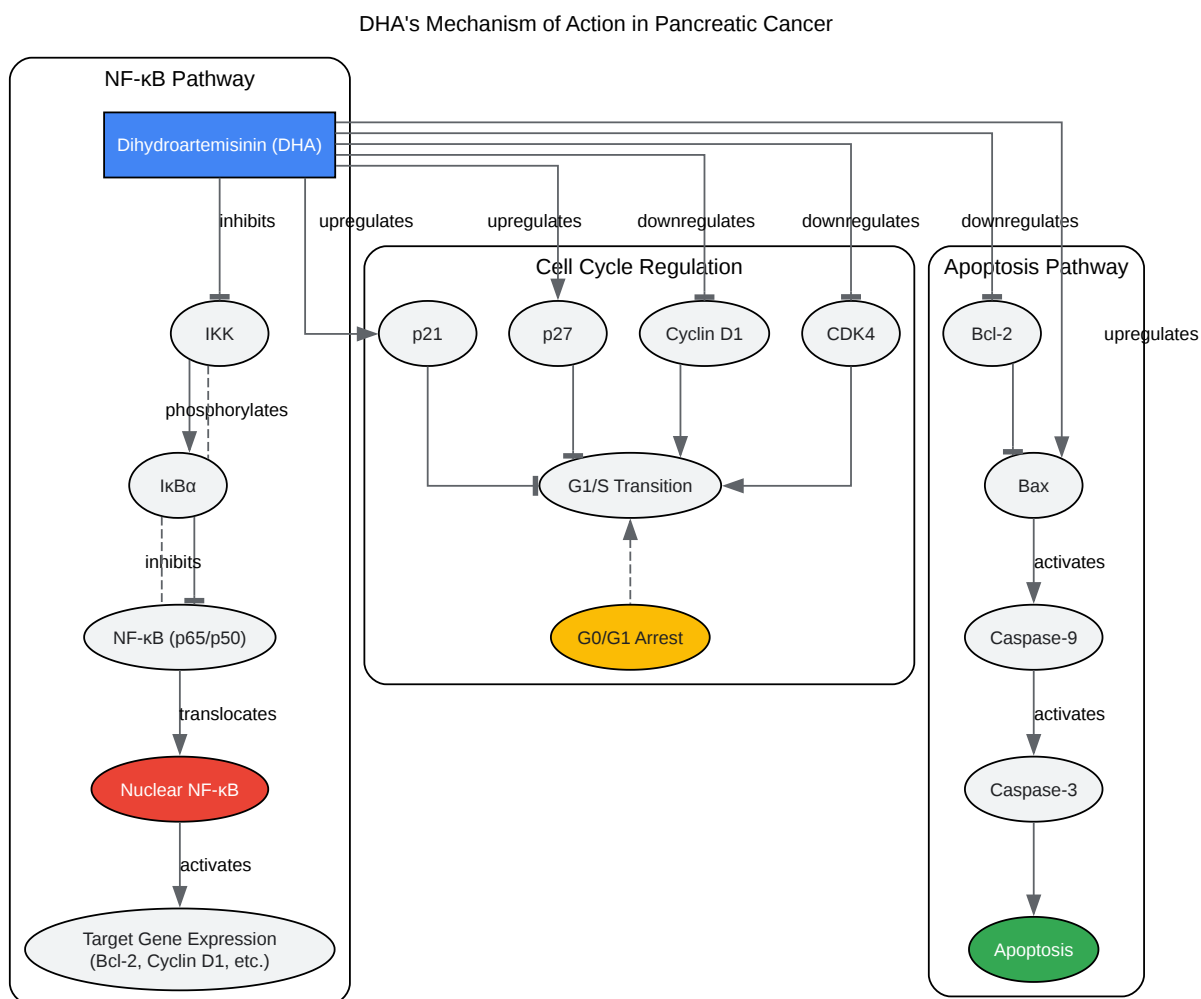 DHA's Mechanism of Action in Pancreatic Cancer
NF-κB Pathway
Dihydroartemisinin (DHA)
inhibits
upregulates
upregulates
downregulates
downregulates
downregulates
Cell Cycle Regulation
Apoptosis Pathway
IKK
p21
p27
Cyclin D1
CDK4
Bcl-2
upregulates
phosphorylates
IκBα
G1/S Transition
Bax
inhibits
activates
NF-κB (p65/p50)
G0/G1 Arrest
Caspase-9
translocates
activates
Nuclear NF-κB
Caspase-3
activates
Target Gene Expression
(Bcl-2, Cyclin D1, etc.)
Apoptosis